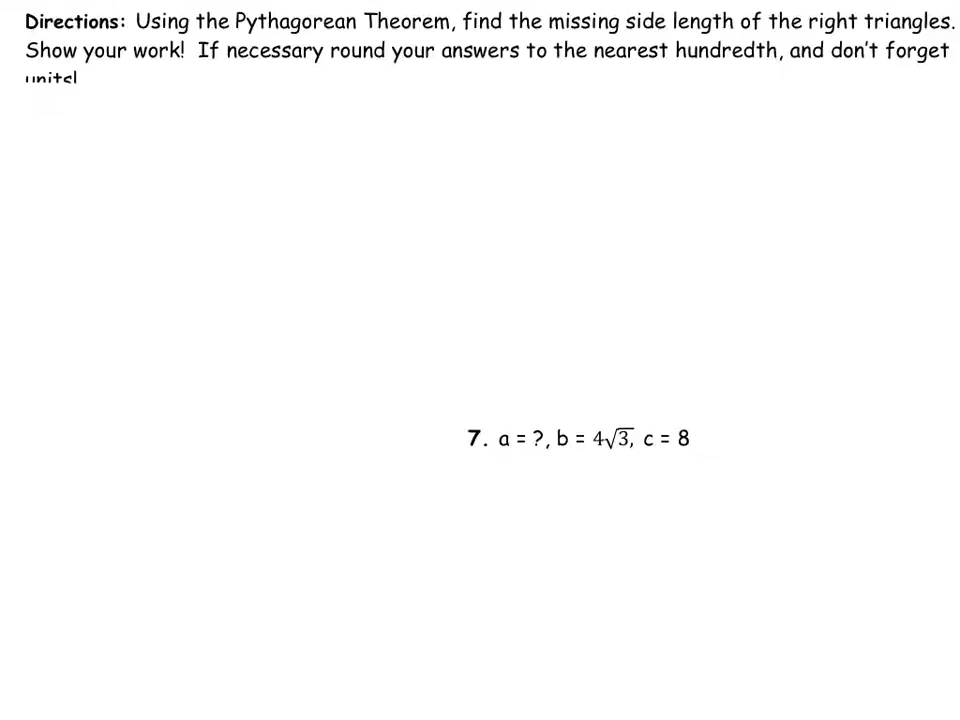 Directions: Using the Pythagorean Theorem, find the missing side length of the right triangles.
Show your work! If necessary round your answers to the nearest hundredth, and don't forget
units!
7. a = ?, b = 4√3, c = 8